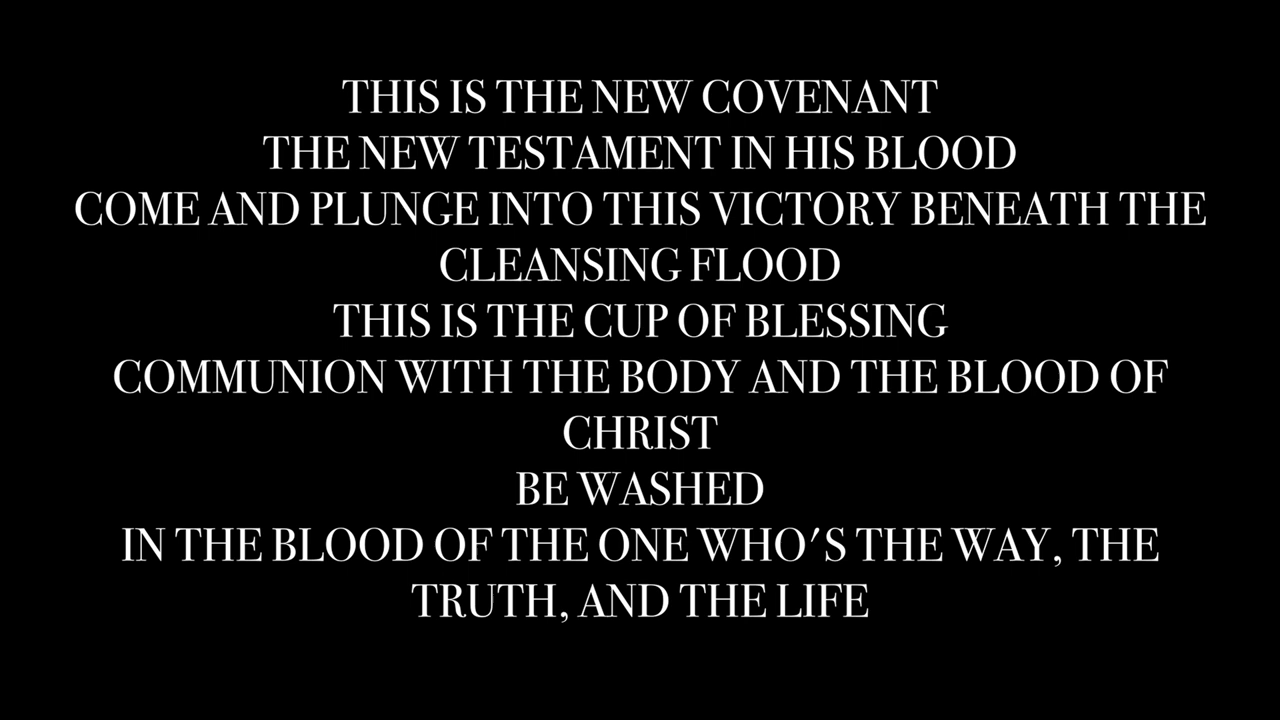 THIS IS THE NEW COVENANT
THE NEW TESTAMENT IN HIS BLOOD
COME AND PLUNGE INTO THIS VICTORY BENEATH THE
CLEANSING FLOOD
THIS IS THE CUP OF BLESSING
COMMUNION WITH THE BODY AND THE BLOOD OF
CHRIST
BE WASHED
IN THE BLOOD OF THE ONE WHO'S THE WAY, THE
TRUTH, AND THE LIFE